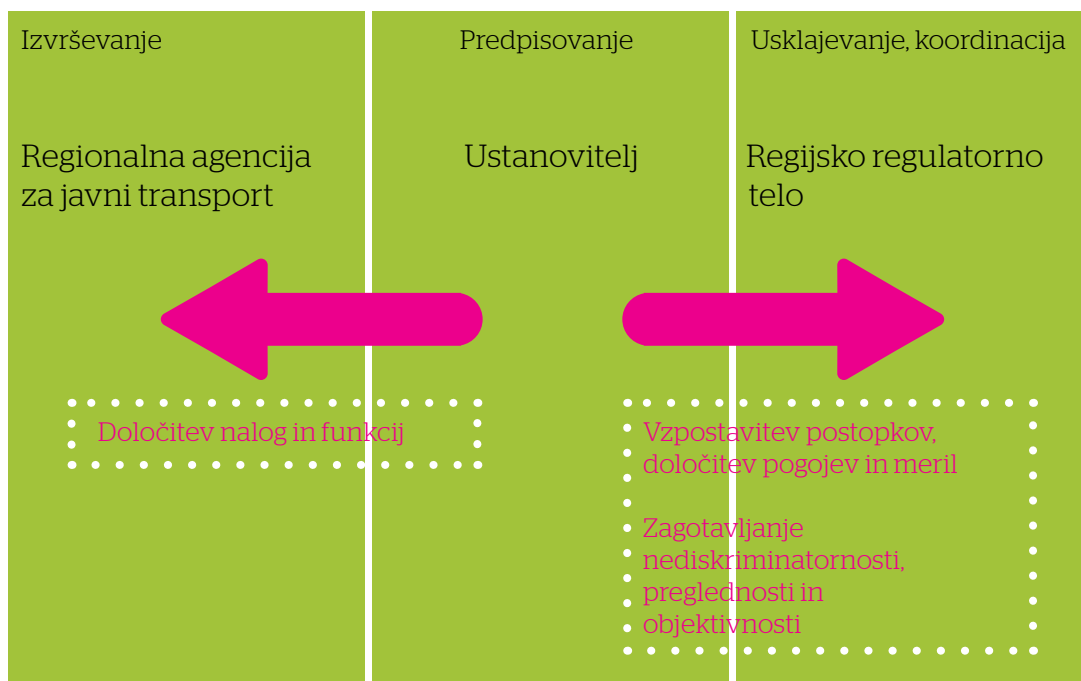 Izvrševanje
Predpisovanje
Usklajevanje, koordinacija
Regionalna agencija
za javni transport
Ustanovitelj
Regijsko regulatorno
telo
Določitev nalog in funkcij
Vzpostavitev postopkov,
določitev pogojev in meril
Zagotavljanje
nediskriminatornosti,
preglednosti in
objektivnosti